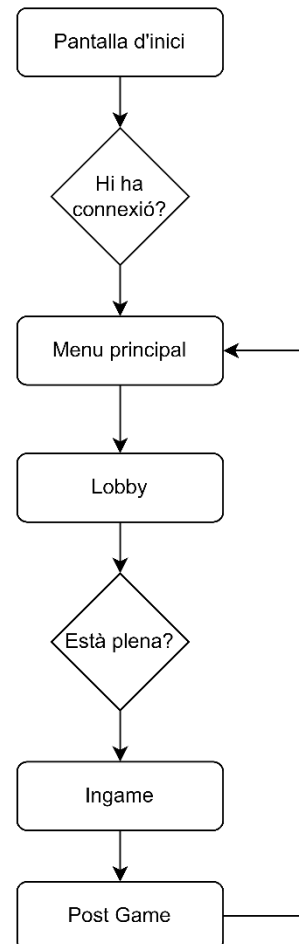 Pantalla d'inici
Hi ha
connexió?
Menu principal
Lobby
Està plena?
Ingame
Post Game